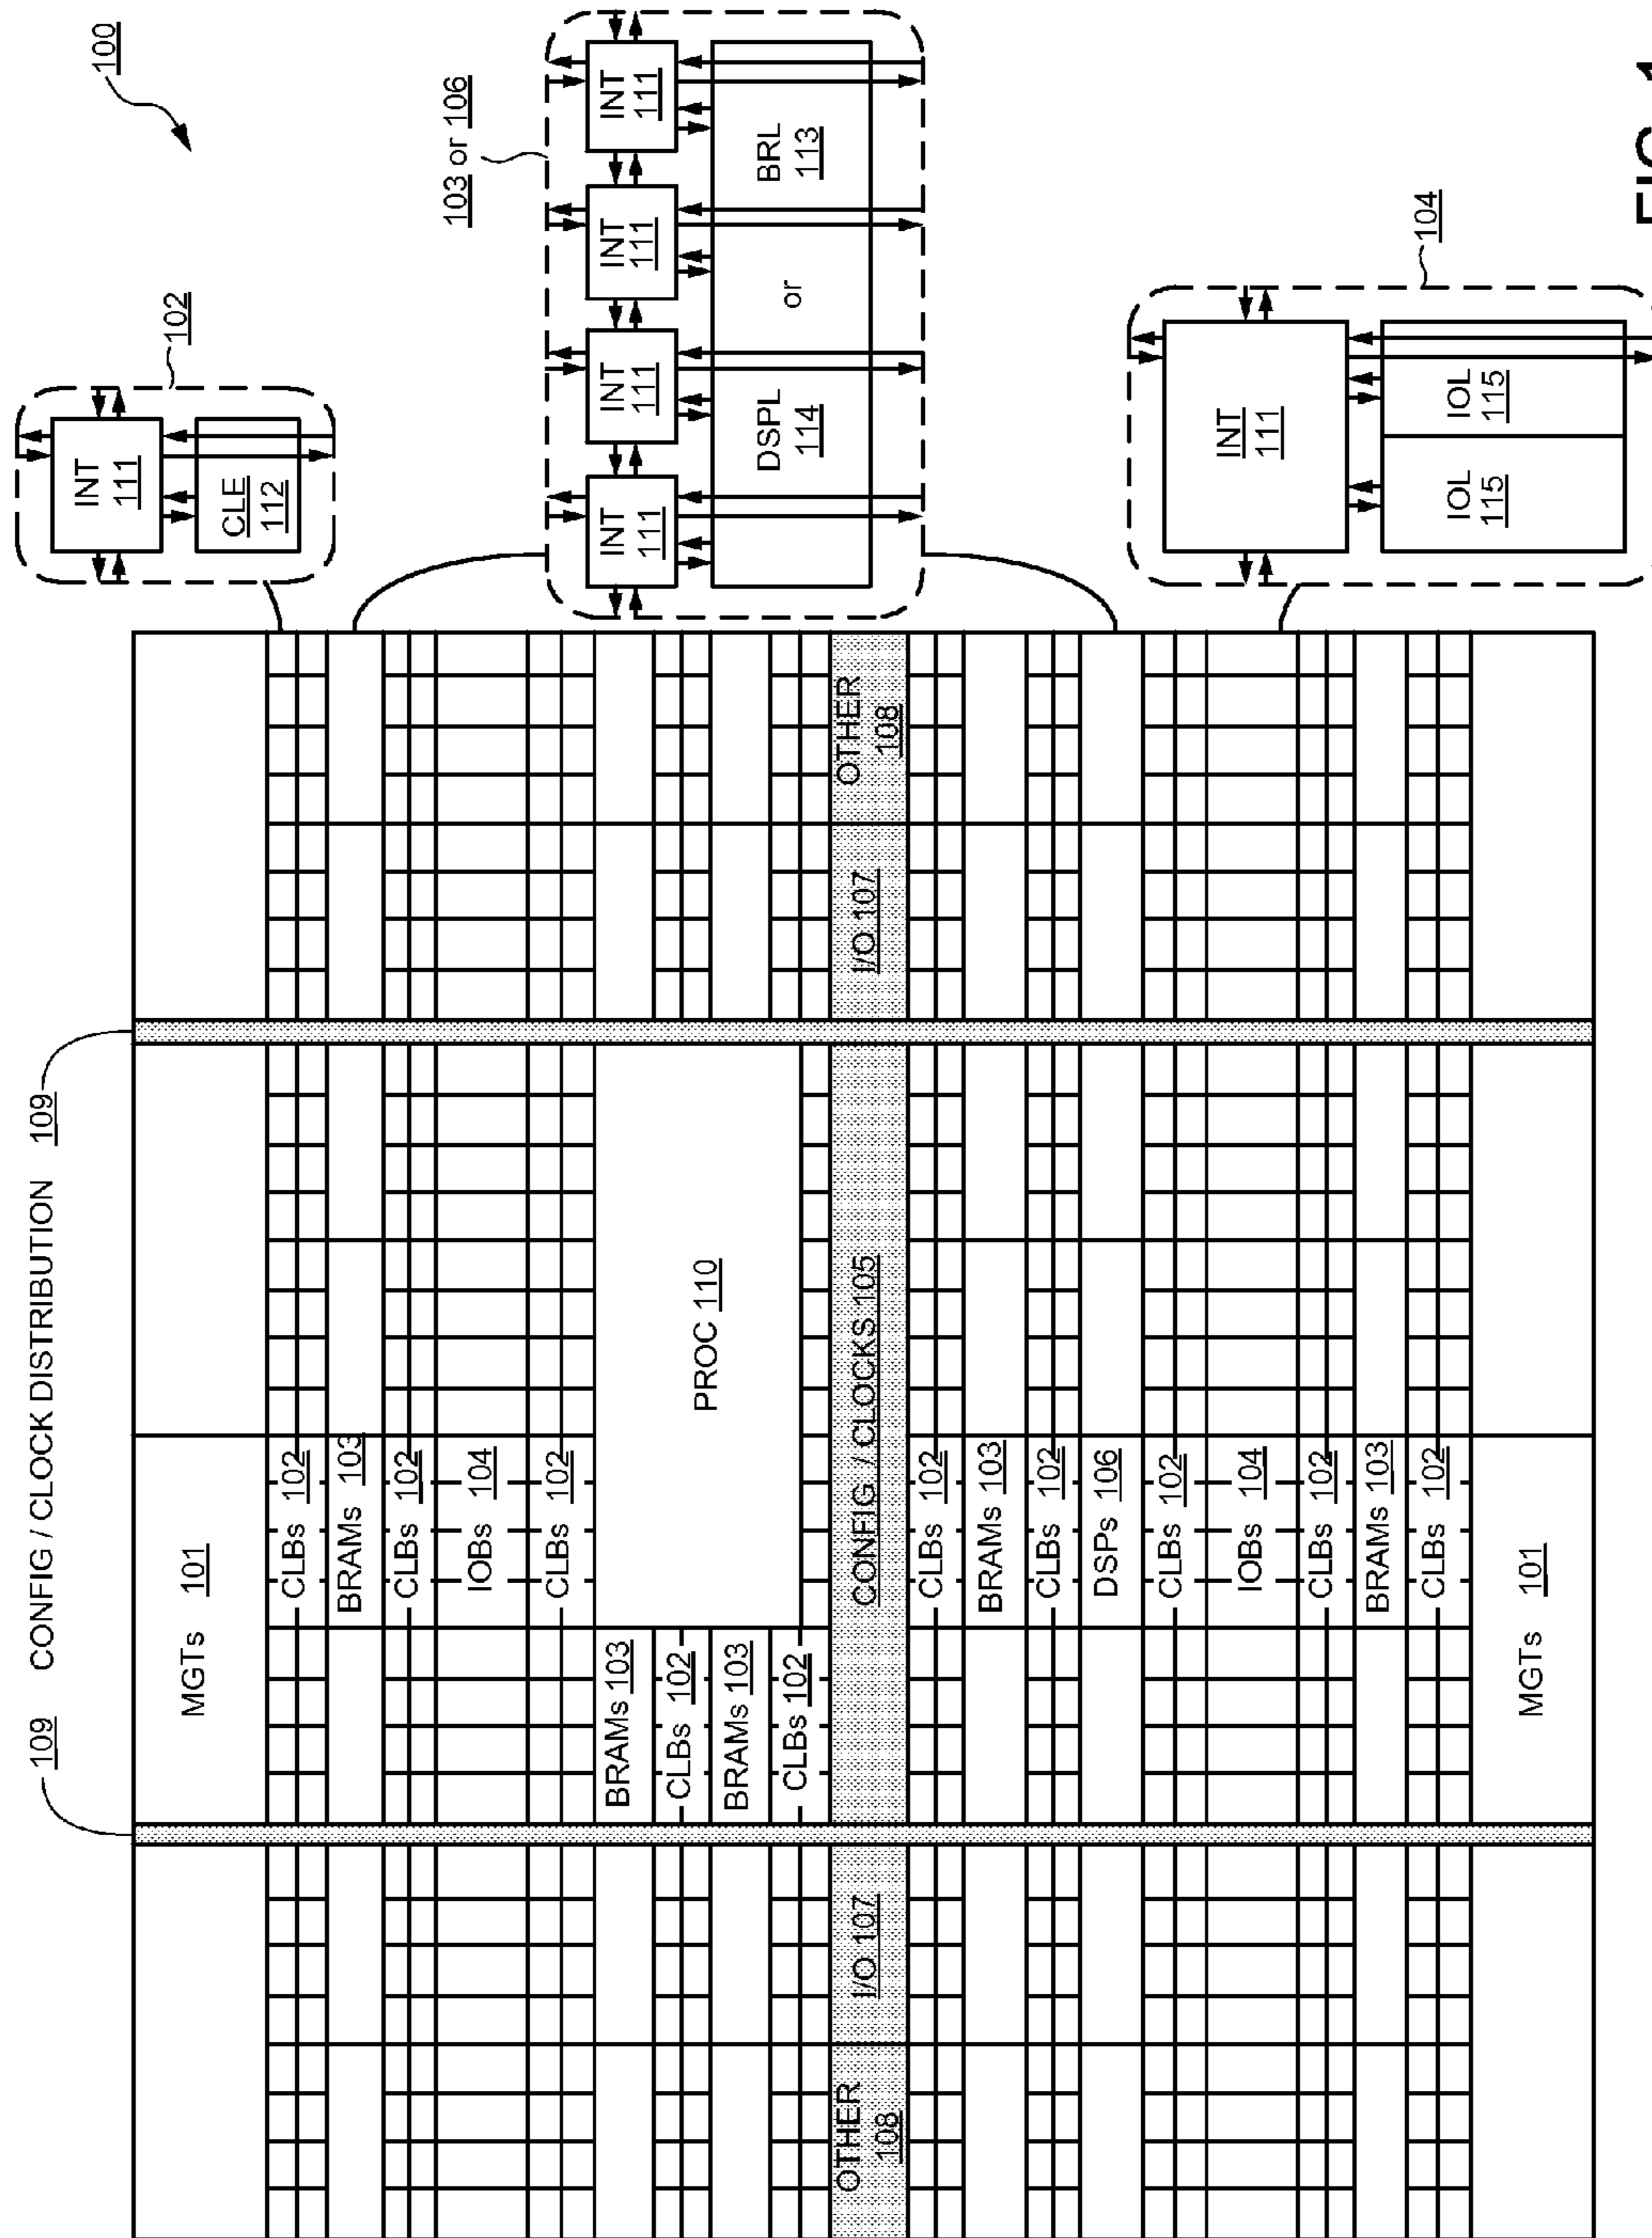 100
CONFIG / CLOCK DISTRIBUTION
109
109
MGTs 101
CLBs 102
BRAMs 103
CLBs 102
IOBs 104
CLBs 102
BRAMs 103
CLBs 102
BRAMs 103
CLBs 102
PROC 110
OTHER
108
I/O 107
CONFIG / CLOCKS 105
I/O 107
OTHER
108
CLBs 102
BRAMs 103
CLBs 102
DSPs 106
CLBs 102
IOBs 104
CLBs 102
BRAMs 103
CLBs 102
MGTs 101
102
INT
111
CLE
112
103 or 106
INT
111
INT
111
INT
111
INT
111
DSPL
114
or
BRL
113
104
INT
111
IOL
115
IOL
115
FIG. 1